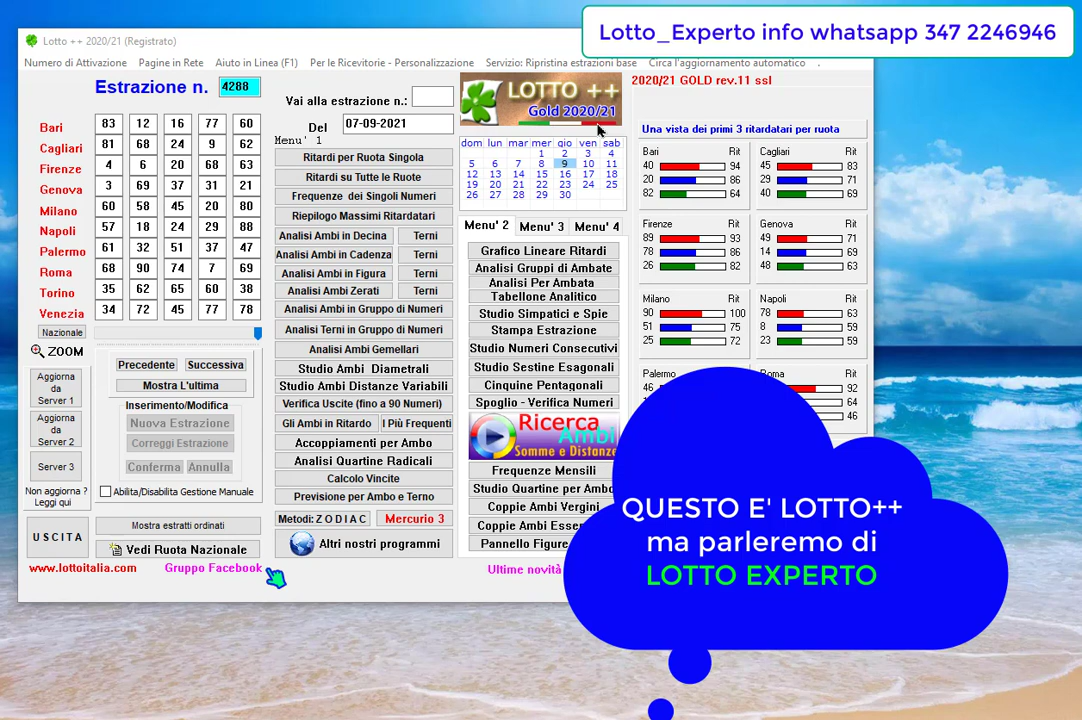 Lotto_Experto info whatsapp 347 2246946
Lotto ++ 2020/21 (Registrato)
Numero di Attivazione Pagine in Rete Aiuto in Linea (F1) Per le Ricevitorie - Personalizzazione Servizio: Ripristina estrazioni base Circa l'aggiornamento automatico .
Estrazione n. 4288
Bari 83 12 16 77 60
Cagliari 81 68 24 9 62
Firenze 4 6 20 68 63
Genova 3 69 37 31 21
Milano 60 58 45 20 80
Napoli 57 18 24 29 88
Palermo 61 32 51 37 47
Roma 68 90 74 7 69
Torino 35 62 65 60 38
Venezia 34 72 45 77 78
Nazionale
ZOOM
Aggiorna
da
Server 1
Aggiorna
da
Server 2
Server 3
Non aggiorna ?
Leggi qui
USCITA
www.lottoitalia.com
Precedente Successiva
Mostra L'ultima
Inserimento/Modifica
Nuova Estrazione
Correggi Estrazione
Conferma Annulla
Abilita/Disabilita Gestione Manuale
Mostra estratti ordinati
Vedi Ruota Nazionale
Gruppo Facebook
Vai alla estrazione n.:
Del 07-09-2021
Menu' 1
Ritardi per Ruota Singola
Ritardi su Tutte le Ruote
Frequenze dei Singoli Numeri
Riepilogo Massimi Ritardatari
Analisi Ambi in Decina Terni
Analisi Ambi in Cadenza Terni
Analisi Ambi in Figura Terni
Analisi Ambi Zerati Terni
Analisi Ambi in Gruppo di Numeri
Analisi Terni in Gruppo di Numeri
Analisi Ambi Gemellari
Studio Ambi Diametrali
Studio Ambi Distanze Variabili
Verifica Uscite (fino a 90 Numeri)
Gli Ambi in Ritardo I Più Frequenti
Accoppiamenti per Ambo
Analisi Quartine Radicali
Calcolo Vincite
Previsione per Ambo e Terno
Metodi: Z O D I A C Mercurio 3
Altri nostri programmi
LOTTO ++
Gold 2020/21
dom lun mar mer gio ven sab
1 2 3 4
5 6 7 8 9 10 11
12 13 14 15 16 17 18
19 20 21 22 23 24 25
26 27 28 29 30
Menu' 2 Menu' 3 Menu' 4
Grafico Lineare Ritardi
Analisi Gruppi di Ambate
Analisi Per Ambata
Tabellone Analitico
Studio Simpatici e Spie
Stampa Estrazione
Studio Numeri Consecutivi
Studio Sestine Esagonali
Cinquine Pentagonali
Spoglio - Verifica Numeri
Ricerca
Ambi
Somme e Distanze
Frequenze Mensili
Studio Quartine per Ambo
Coppie Ambi Vergini
Coppie Ambi Essen
Pannello Figure
Ultime novità
2020/21 GOLD rev.11 ssl
Una vista dei primi 3 ritardatari per ruota
Bari Rit
40 94
20 86
82 64
Cagliari Rit
45 83
29 71
40 69
Firenze Rit
89 93
78 86
26 82
Genova Rit
49 71
14 69
48 63
Milano Rit
90 100
51 75
25 72
Napoli Rit
78 63
8 59
23 59
Palermo
46
Roma Rit
92
64
46
QUESTO E' LOTTO++
ma parleremo di
LOTTO EXPERTO